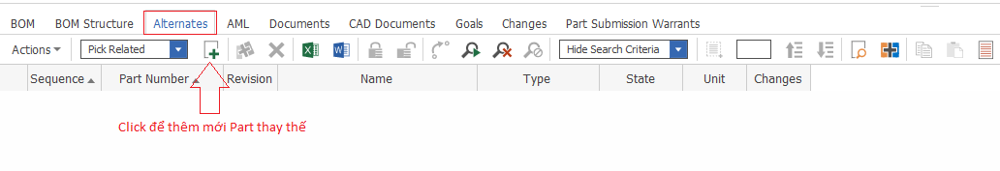 BOM BOM Structure Alternates AML Documents CAD Documents Goals Changes Part Submission Warrants
Actions Pick Related Hide Search Criteria
Sequence Part Number Revision Name Type State Unit Changes
Click để thêm mới Part thay thế